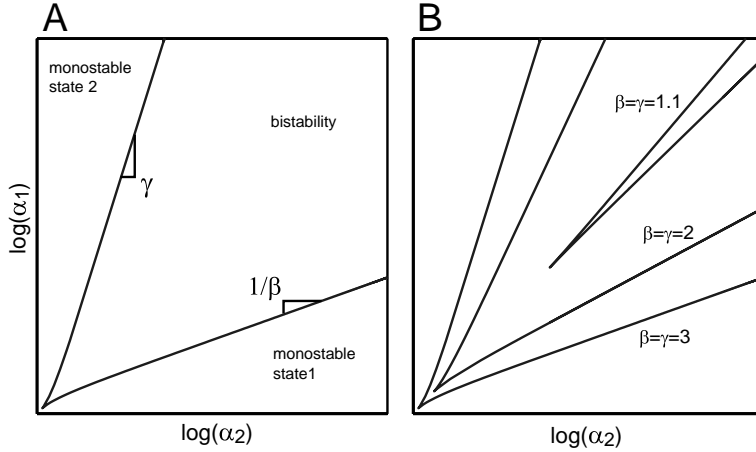 A
monostable
state 2
bistability
γ
1/β
monostable
state1
log(α1)
log(α2)
B
β=γ=1.1
β=γ=2
β=γ=3
log(α2)